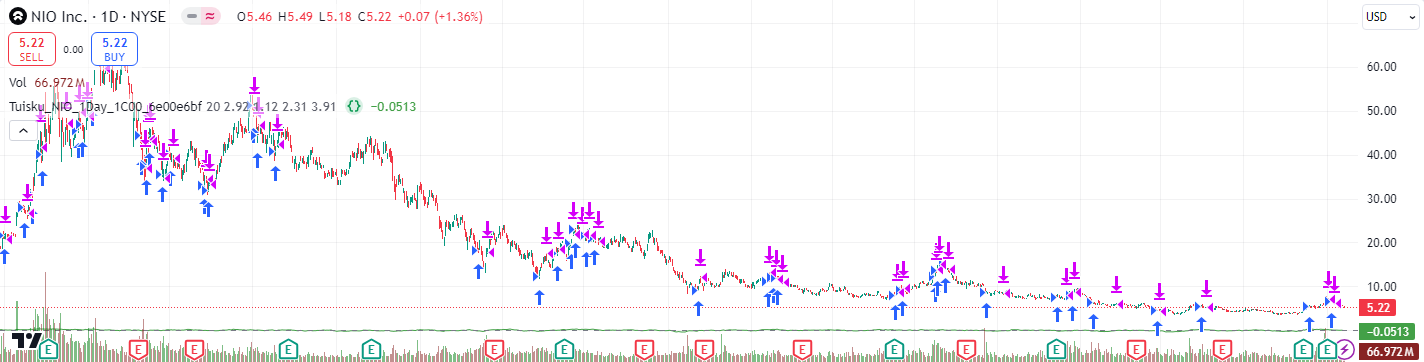 NIO Inc. · 1D · NYSE O5.46 H5.49 L5.18 C5.22 +0.07 (+1.36%) USD
5.22 SELL 0.00 5.22 BUY
Vol 66.972 M
Tuisku_NIO_1Day_1C00_6e00e6bf 20 2.92 1.12 2.31 3.91 {} −0.0513
60.00
50.00
40.00
30.00
20.00
10.00
5.22
−0.0513
66.972 M
E E E E E E E E E E E E E E E E